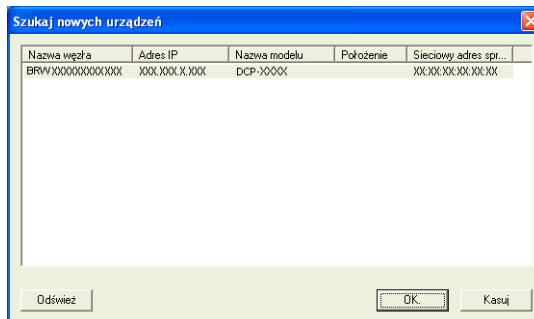 Szukaj nowych urządzeń
Nazwa węzła Adres IP Nazwa modelu Położenie Sieciowy adres spr...
BRWXXXXXXXXXXXX XXX.XXX.X.XXX DCP-XXXX XX:XX:XX:XX:XX:XX
Odśwież OK. Kasuj